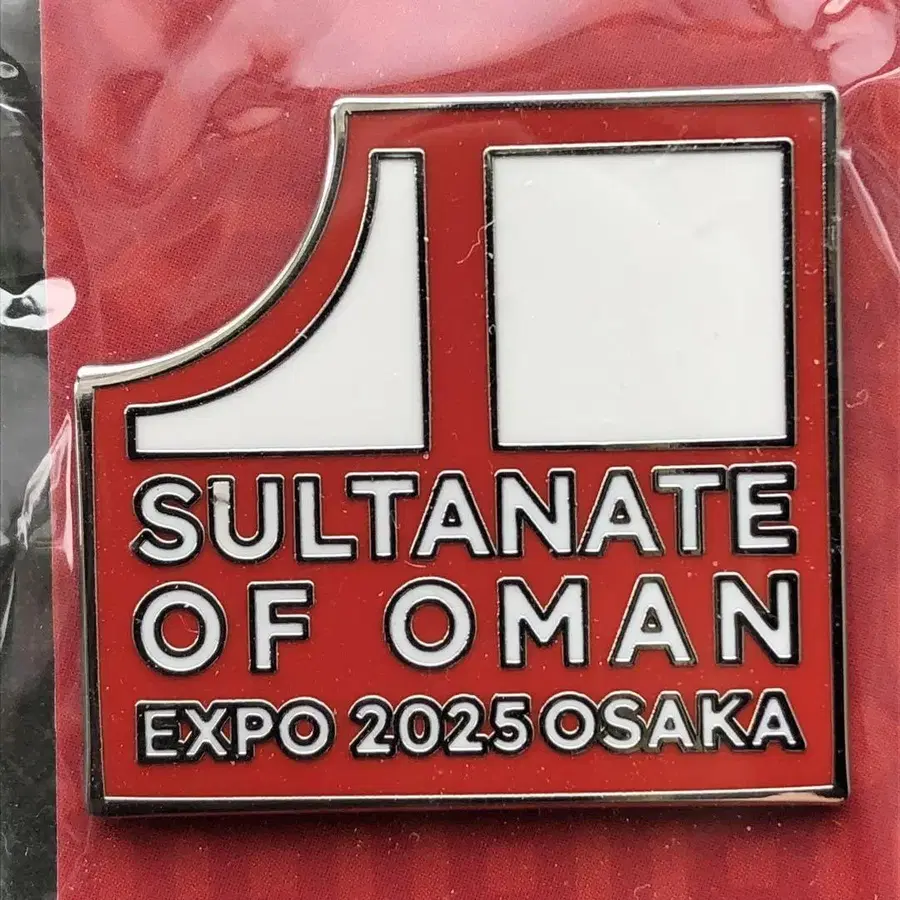 SULTANATE
OF OMAN
EXPO 2025 OSAKA